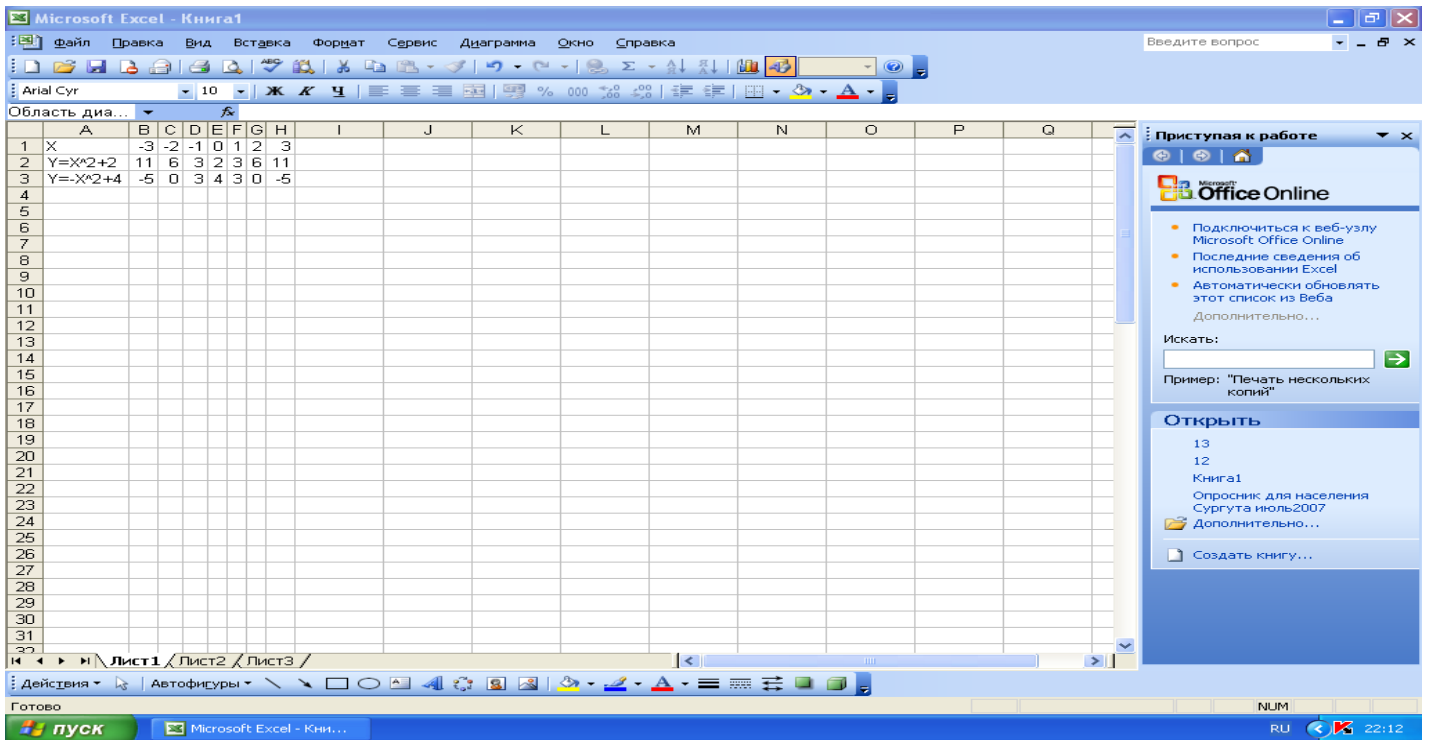 Microsoft Excel - Книга1
Файл Правка Вид Вставка Формат Сервис Диаграмма Окно Справка Введите вопрос
Arial Cyr 10 Ж К Ч % 000
Область диа... fx
A B C D E F G H I J K L M N O P Q
1 X -3 -2 -1 0 1 2 3
2 Y=X^2+2 11 6 3 2 3 6 11
3 Y=-X^2+4 -5 0 3 4 3 0 -5
4
5
6
7
8
9
10
11
12
13
14
15
16
17
18
19
20
21
22
23
24
25
26
27
28
29
30
31
32
Приступая к работе
Microsoft
Office Online
Подключиться к веб-узлу
Microsoft Office Online
Последние сведения об
использовании Excel
Автоматически обновлять
этот список из Веба
Дополнительно...
Искать:
Пример: "Печать нескольких
копий"
Открыть
13
12
Книга1
Опросник для населения
Сургута июль2007
Дополнительно...
Создать книгу...
Лист1 Лист2 Лист3
Действия Автофигуры
Готово NUM
пуск Microsoft Excel - Кни... RU 22:12